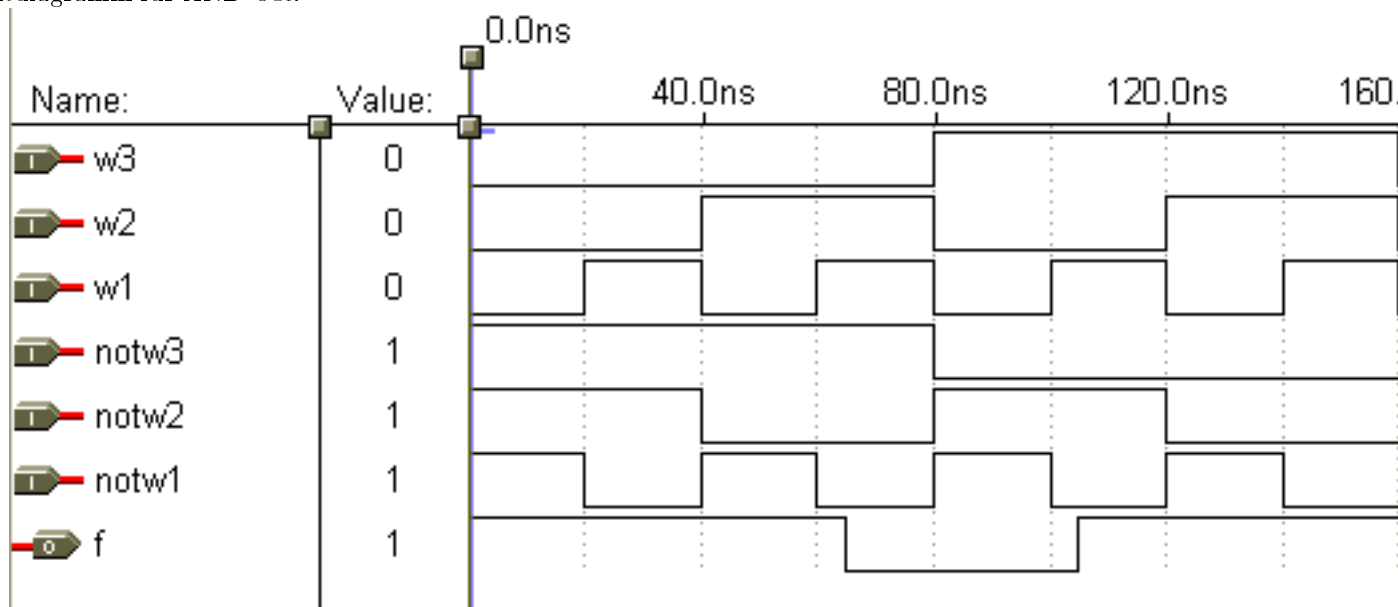 0.0ns
Name: Value: 40.0ns 80.0ns 120.0ns 160.
w3 0
w2 0
w1 0
notw3 1
notw2 1
notw1 1
f 1